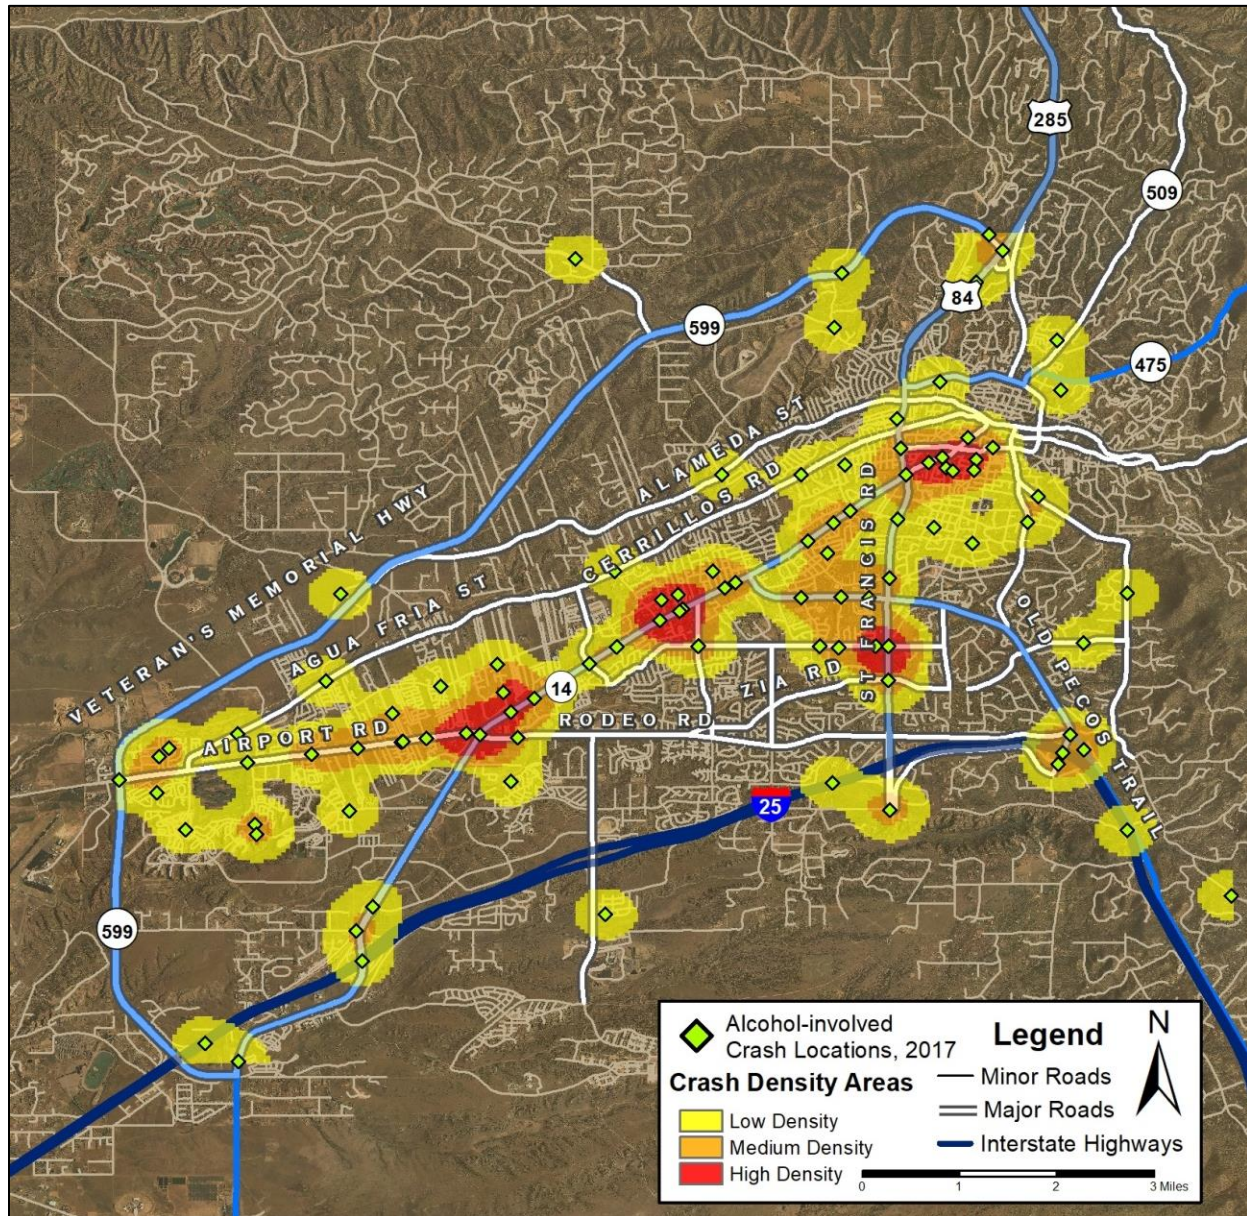 285
509
84
599
475
ALAMEDA ST
CERRILLOS RD
VETERAN'S MEMORIAL HWY
AGUA FRIA ST
ST FRANCIS RD
OLD PECOS TRAIL
ZIA RD
14
RODEO RD
AIRPORT RD
25
599
Alcohol-involved
Crash Locations, 2017
Crash Density Areas
Low Density
Medium Density
High Density
Legend
N
Minor Roads
Major Roads
Interstate Highways
0 1 2 3 Miles